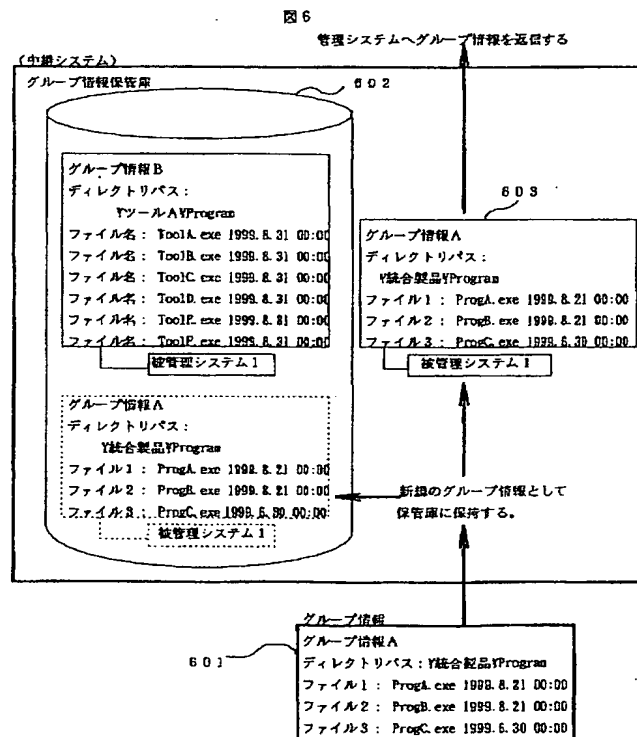 図6
管理システムへグループ情報を返信する
(中継システム)
グループ情報保管庫
602
グループ情報B
ディレクトリパス:
¥ツールA¥Program
ファイル名: ToolA.exe 1999.8.31 00:00
ファイル名: ToolB.exe 1999.8.31 00:00
ファイル名: ToolC.exe 1999.8.31 00:00
ファイル名: ToolD.exe 1999.8.31 00:00
ファイル名: ToolE.exe 1999.8.31 00:00
ファイル名: ToolF.exe 1999.8.31 00:00
被管理システム1
グループ情報A
ディレクトリパス:
¥統合製品¥Program
ファイル1: ProgA.exe 1999.8.21 00:00
ファイル2: ProgB.exe 1999.8.21 00:00
ファイル3: ProgC.exe 1999.6.30 00:00
被管理システム1
603
グループ情報A
ディレクトリパス:
¥統合製品¥Program
ファイル1: ProgA.exe 1999.8.21 00:00
ファイル2: ProgB.exe 1999.8.21 00:00
ファイル3: ProgC.exe 1999.6.30 00:00
被管理システム1
新規のグループ情報として
保管庫に保持する。
グループ情報
601
グループ情報A
ディレクトリパス:¥統合製品¥Program
ファイル1: ProgA.exe 1999.8.21 00:00
ファイル2: ProgB.exe 1999.8.21 00:00
ファイル3: ProgC.exe 1999.6.30 00:00